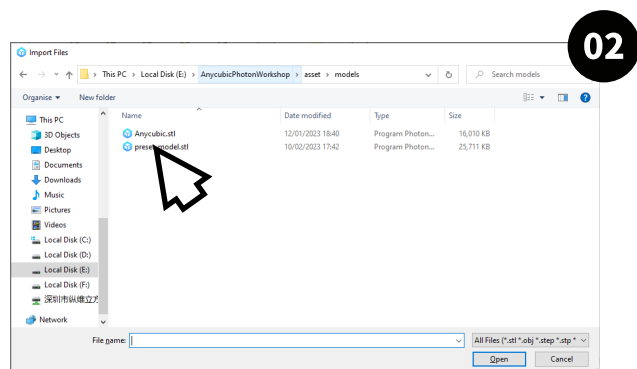 02
Import Files
This PC > Local Disk (E:) > AnycubicPhotonWorkshop > asset > models
Search models
Organise New folder
Name Date modified Type Size
Anycubic.stl 12/01/2023 18:40 Program Photon... 16,010 KB
preset model.stl 10/02/2023 17:42 Program Photon... 25,711 KB
This PC
3D Objects
Desktop
Documents
Downloads
Music
Pictures
Videos
Local Disk (C:)
Local Disk (D:)
Local Disk (E:)
Local Disk (F:)
深圳市纵维立方
Network
File name:
All Files (*.stl *.obj *.step *.stp *
Open Cancel